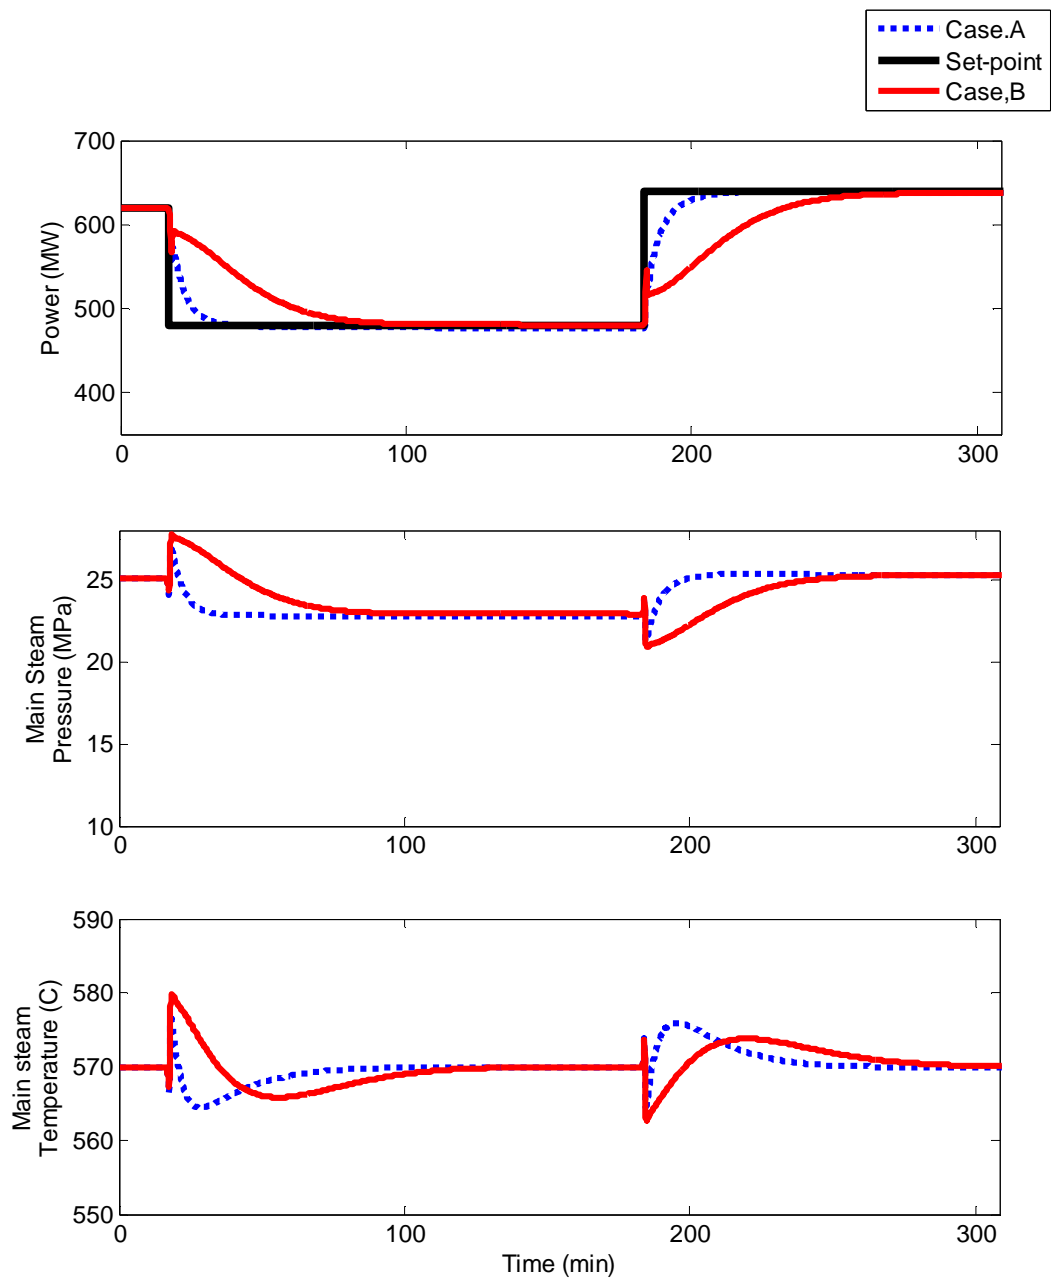 Case.A
Set-point
Case,B
700
600
500
400
Power (MW)
0 100 200 300
25
20
15
10
Main Steam
Pressure (MPa)
0 100 200 300
590
580
570
560
550
Main steam
Temperature (C)
0 100 200 300
Time (min)